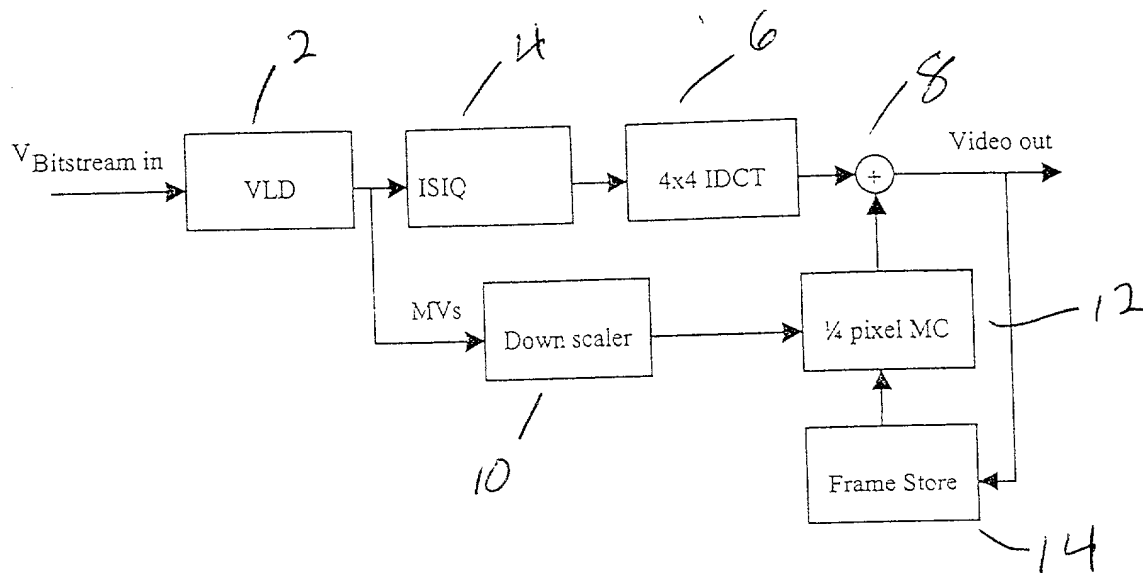 2
4
6
8
V Bitstream in
VLD
ISIQ
4x4 IDCT
+
Video out
MVs
Down scaler
¼ pixel MC
12
10
Frame Store
14